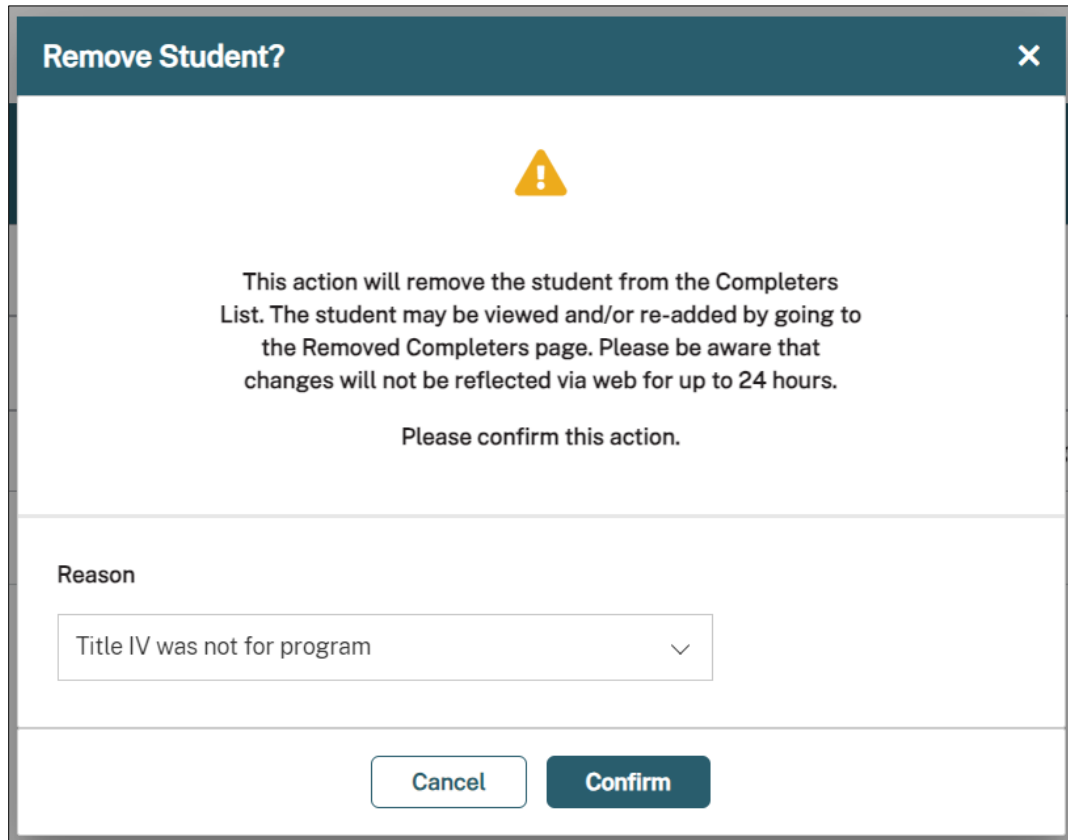 Remove Student?
This action will remove the student from the Completers
List. The student may be viewed and/or re-added by going to
the Removed Completers page. Please be aware that
changes will not be reflected via web for up to 24 hours.
Please confirm this action.
Reason
Title IV was not for program
Cancel
Confirm